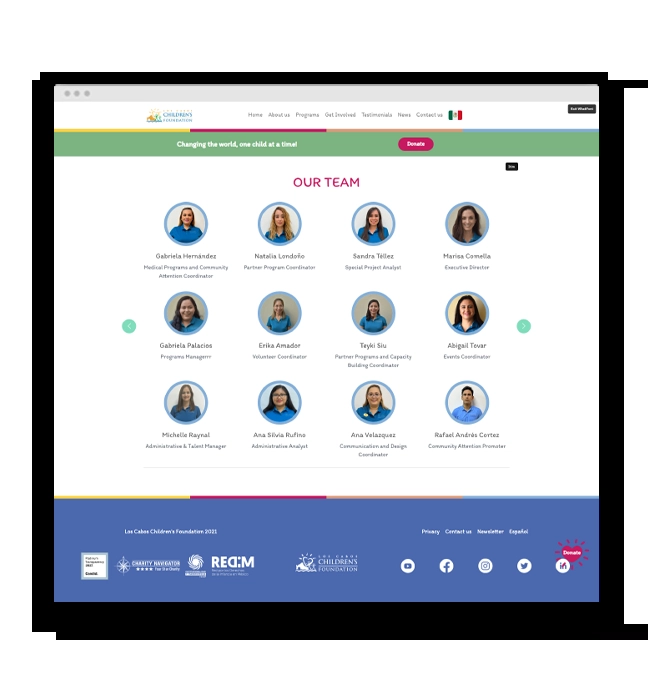 LOS CABOS
CHILDREN'S
FOUNDATION
Home About us Programs Get Involved Testimonials News Contact us
Exit WhatFont
Changing the world, one child at a time!
Donate
OUR TEAM
Gabriela Hernández Natalia Londoño Sandra Téllez Marisa Comella
Medical Programs and Community Partner Program Coordinator Special Project Analyst Executive Director
Attention Coordinator
Gabriela Palacios Erika Amador Teyki Siu Abigail Tovar
Programs Managerrr Volunteer Coordinator Partner Programs and Capacity Events Coordinator
Building Coordinator
Michelle Raynal Ana Silvia Rufino Ana Velazquez Rafael Andrés Cortez
Administrative & Talent Manager Administrative Analyst Communication and Design Community Attention Promoter
Coordinator
Los Cabos Children's Foundation 2021
Privacy Contact us Newsletter Español
Platinum
Transparency
2021
Candid.
CHARITY NAVIGATOR
Four Star Charity
LOS CABOS
CHILDREN'S
FOUNDATION
Donate